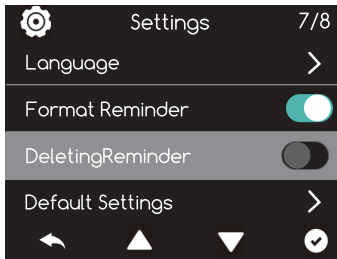 Settings 7/8
Language
Format Reminder
DeletingReminder
Default Settings